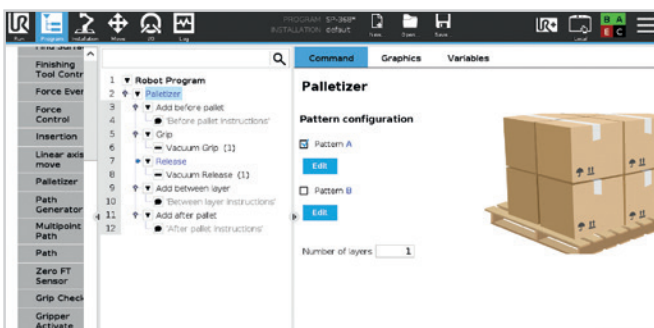 PROGRAM SP-368*
INSTALLATION default
Run
Program
Installation
Move
I/O
Log
New
Open
Save
Local
B A
E C
Finishing
Tool Contr
Force Ever
Force
Control
Insertion
Linear axis
move
Palletizer
Path
Generator
Multipoint
Path
Path
Zero FT
Sensor
Grip Check
Gripper
Activate
1 Robot Program
2 Palletizer
3 Add before pallet
4 'Before pallet instructions'
5 Grip
6 Vacuum Grip (1)
7 Release
8 Vacuum Release (1)
9 Add between layer
10 'Between layer instructions'
11 Add after pallet
12 'After pallet instructions'
Command Graphics Variables
Palletizer
Pattern configuration
Pattern A
Edit
Pattern B
Edit
Number of layers 1